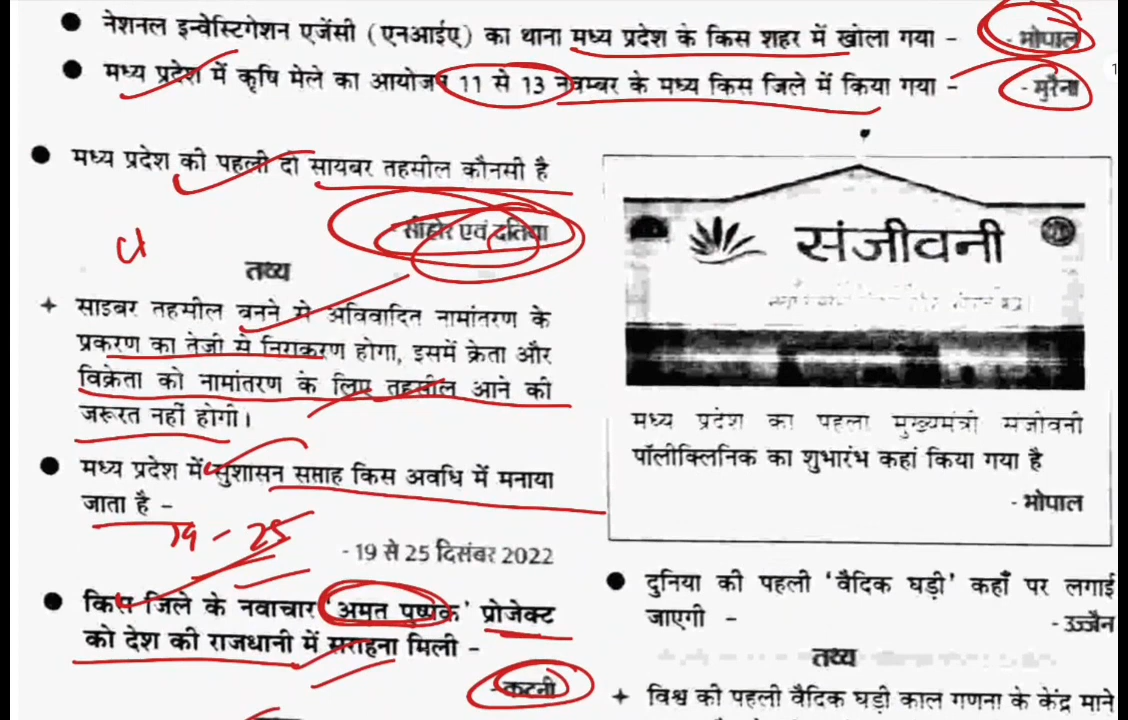 ● नेशनल इन्वेस्टिगेशन एजेंसी (एनआईए) का थाना मध्य प्रदेश के किस शहर में खोला गया – - भोपाल
● मध्य प्रदेश में कृषि मेले का आयोजन 11 से 13 नवम्बर के मध्य किस जिले में किया गया – - मुरैना
● मध्य प्रदेश की पहली दो सायबर तहसील कौनसी है
- सीहोर एवं दतिया
तथ्य
+ साइबर तहसील बनने से अविवादित नामांतरण के
प्रकरण का तेजी से निराकरण होगा, इसमें क्रेता और
विक्रेता को नामांतरण के लिए तहसील आने की
जरूरत नहीं होगी।
● मध्य प्रदेश में सुशासन सप्ताह किस अवधि में मनाया
जाता है –
19 - 25
- 19 से 25 दिसंबर 2022
● किस जिले के नवाचार 'अमृत पुष्पक' प्रोजेक्ट
को देश की राजधानी में सराहना मिली –
- कटनी
संजीवनी
मध्य प्रदेश का पहला मुख्यमंत्री संजीवनी
पॉलीक्लिनिक का शुभारंभ कहां किया गया है
- भोपाल
● दुनिया की पहली 'वैदिक घड़ी' कहाँ पर लगाई
जाएगी – - उज्जैन
तथ्य
+ विश्व की पहली वैदिक घड़ी काल गणना के केंद्र माने